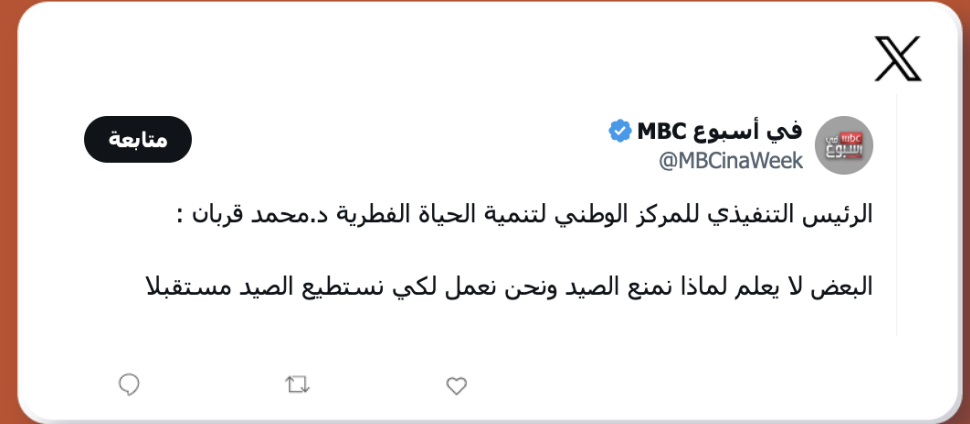 في أسبوع MBC
@MBCinaWeek
متابعة
الرئيس التنفيذي للمركز الوطني لتنمية الحياة الفطرية د.محمد قربان :
البعض لا يعلم لماذا نمنع الصيد ونحن نعمل لكي نستطيع الصيد مستقبلا